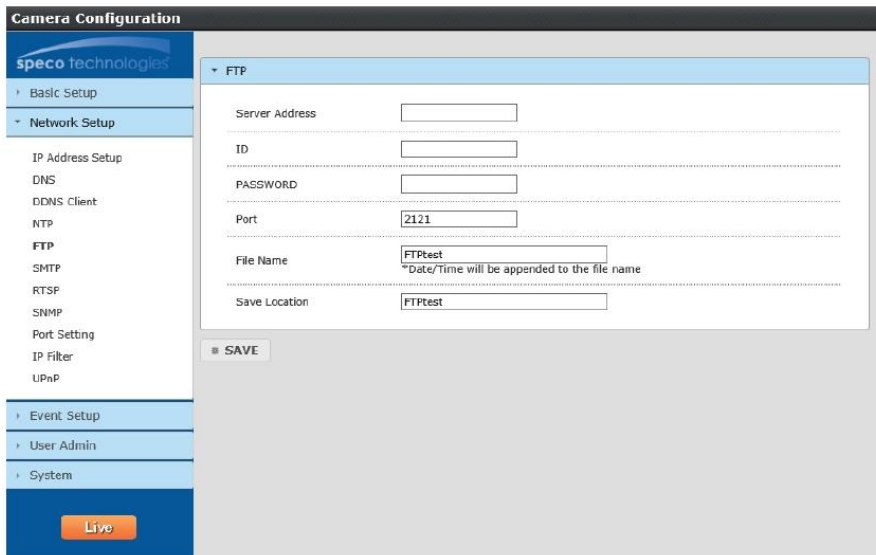 Camera Configuration
speco technologies
Basic Setup
Network Setup
IP Address Setup
DNS
DDNS Client
NTP
FTP
SMTP
RTSP
SNMP
Port Setting
IP Filter
UPnP
Event Setup
User Admin
System
Live
FTP
Server Address
ID
PASSWORD
Port 2121
File Name FTPtest
*Date/Time will be appended to the file name
Save Location FTPtest
SAVE